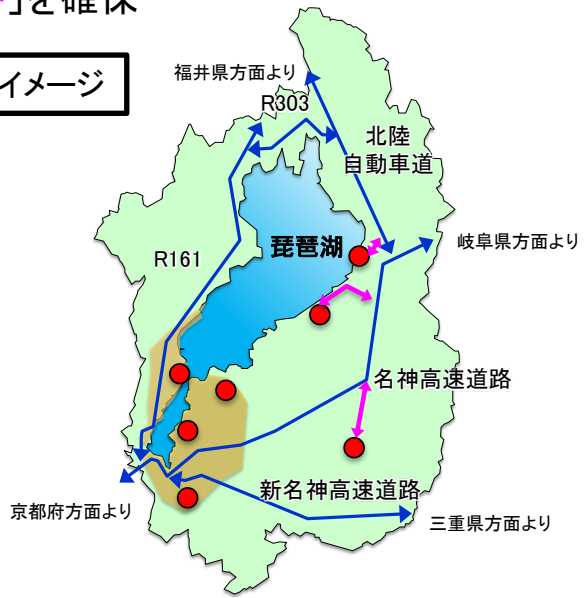 」を確保
イメージ
福井県方面より
R303
北陸
自動車道
琵琶湖
岐阜県方面より
R161
名神高速道路
新名神高速道路
京都府方面より
三重県方面より